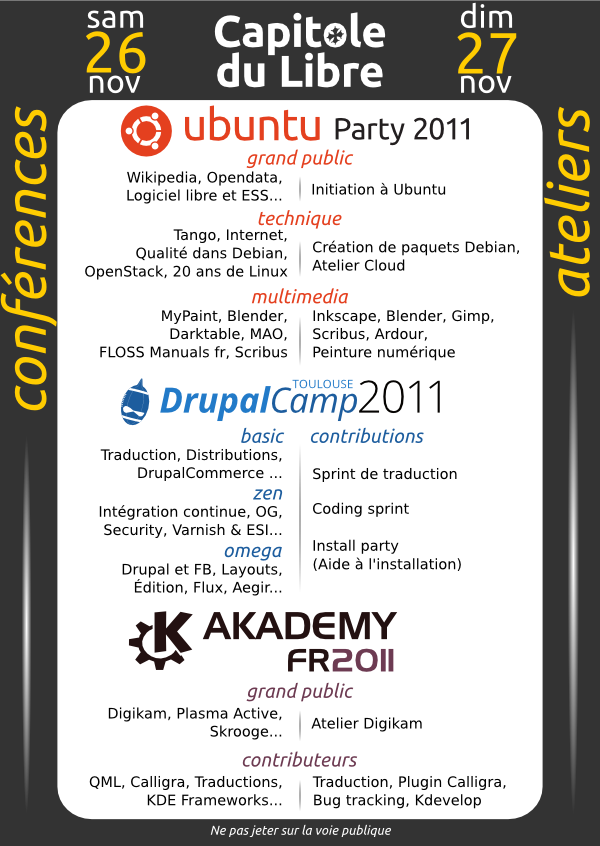 sam
26
nov
Capitole
du Libre
dim
27
nov
conférences
ateliers
ubuntu Party 2011
grand public
Wikipedia, Opendata,
Logiciel libre et ESS...
Initiation à Ubuntu
technique
Tango, Internet,
Qualité dans Debian,
OpenStack, 20 ans de Linux
Création de paquets Debian,
Atelier Cloud
multimedia
MyPaint, Blender,
Darktable, MAO,
FLOSS Manuals fr, Scribus
Inkscape, Blender, Gimp,
Scribus, Ardour,
Peinture numérique
TOULOUSE
DrupalCamp2011
basic
Traduction, Distributions,
DrupalCommerce ...
zen
Intégration continue, OG,
Security, Varnish & ESI...
omega
Drupal et FB, Layouts,
Édition, Flux, Aegir...
contributions
Sprint de traduction
Coding sprint
Install party
(Aide à l'installation)
K AKADEMY
FR2011
grand public
Digikam, Plasma Active,
Skrooge...
Atelier Digikam
contributeurs
QML, Calligra, Traductions,
KDE Frameworks...
Traduction, Plugin Calligra,
Bug tracking, Kdevelop
Ne pas jeter sur la voie publique